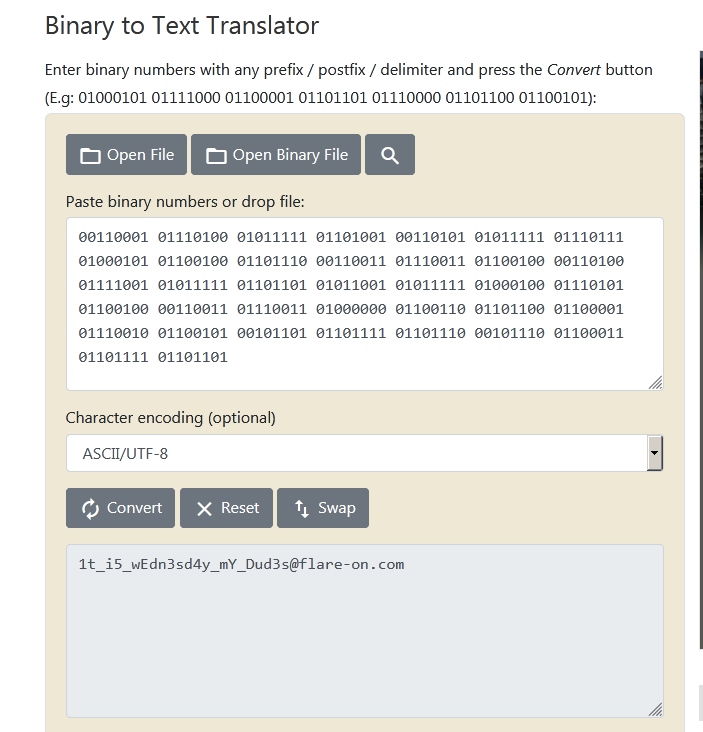 Binary to Text Translator
Enter binary numbers with any prefix / postfix / delimiter and press the Convert button
(E.g: 01000101 01111000 01100001 01101101 01110000 01101100 01100101):
Open File
Open Binary File
Paste binary numbers or drop file:
00110001 01110100 01011111 01101001 00110101 01011111 01110111
01000101 01100100 01101110 00110011 01110011 01100100 00110100
01111001 01011111 01101101 01011001 01011111 01000100 01110101
01100100 00110011 01110011 01000000 01100110 01101100 01100001
01110010 01100101 00101101 01101111 01101110 00101110 01100011
01101111 01101101
Character encoding (optional)
ASCII/UTF-8
Convert
Reset
Swap
1t_i5_wEdn3sd4y_mY_Dud3s@flare-on.com